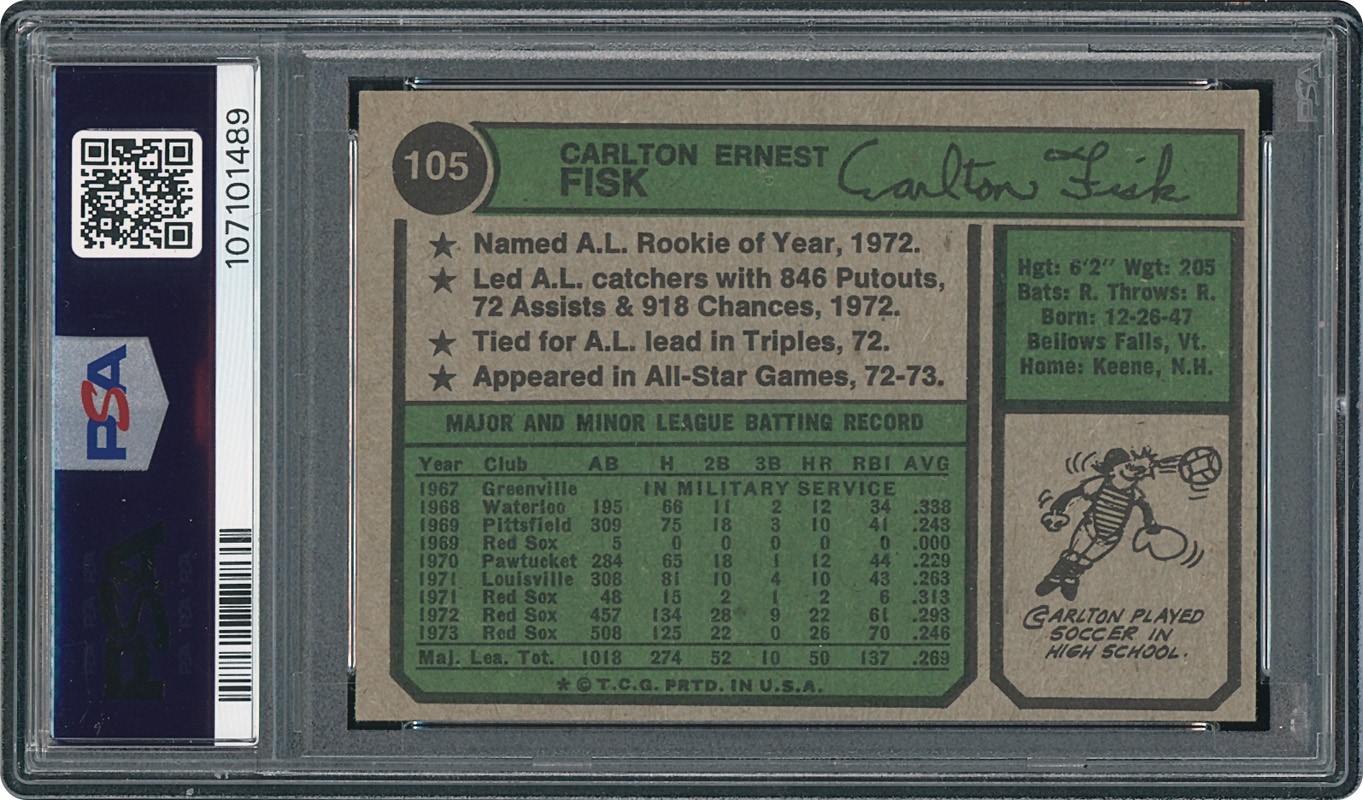 107101489
PSA
PSA
PSA
105
CARLTON ERNEST
FISK
Carlton Fisk
★ Named A.L. Rookie of Year, 1972.
★ Led A.L. catchers with 846 Putouts,
72 Assists & 918 Chances, 1972.
★ Tied for A.L. lead in Triples, 72.
★ Appeared in All-Star Games, 72-73.
Hgt: 6'2" Wgt: 205
Bats: R. Throws: R.
Born: 12-26-47
Bellows Falls, Vt.
Home: Keene, N.H.
MAJOR AND MINOR LEAGUE BATTING RECORD
Year Club AB H 2B 3B HR RBI AVG
1967 Greenville IN MILITARY SERVICE
1968 Waterloo 195 66 11 2 12 34 .338
1969 Pittsfield 309 75 18 3 10 41 .243
1969 Red Sox 5 0 0 0 0 0 .000
1970 Pawtucket 284 65 18 1 12 44 .229
1971 Louisville 308 81 10 4 10 43 .263
1971 Red Sox 48 15 2 1 2 6 .313
1972 Red Sox 457 134 28 9 22 61 .293
1973 Red Sox 508 125 22 0 26 70 .246
Maj. Lea. Tot. 1018 274 52 10 50 137 .269
* © T.C.G. PRTD. IN U.S.A.
CARLTON PLAYED
SOCCER IN
HIGH SCHOOL.